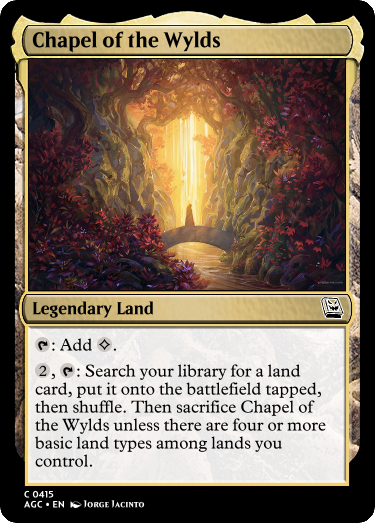 Chapel of the Wylds
Legendary Land
: Add .
2, : Search your library for a land
card, put it onto the battlefield tapped,
then shuffle. Then sacrifice Chapel of
the Wylds unless there are four or more
basic land types among lands you
control.
C 0415
AGC • EN Jorge Jacinto